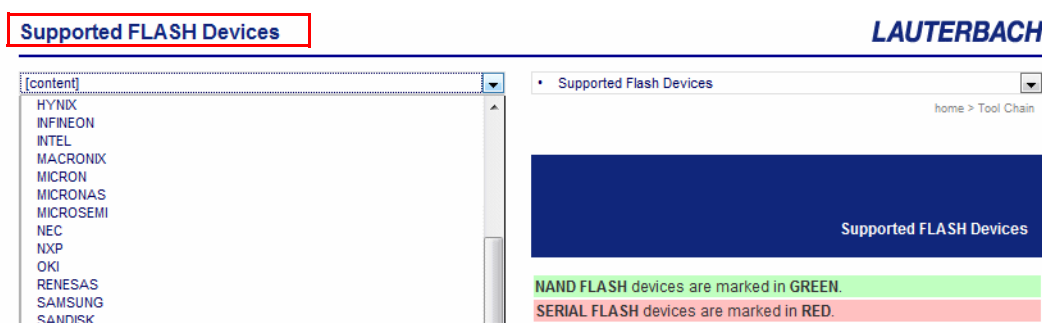 Supported FLASH Devices
LAUTERBACH
[content]
HYNIX
INFINEON
INTEL
MACRONIX
MICRON
MICRONAS
MICROSEMI
NEC
NXP
OKI
RENESAS
SAMSUNG
SANDISK
• Supported Flash Devices
home > Tool Chain
Supported FLASH Devices
NAND FLASH devices are marked in GREEN.
SERIAL FLASH devices are marked in RED.